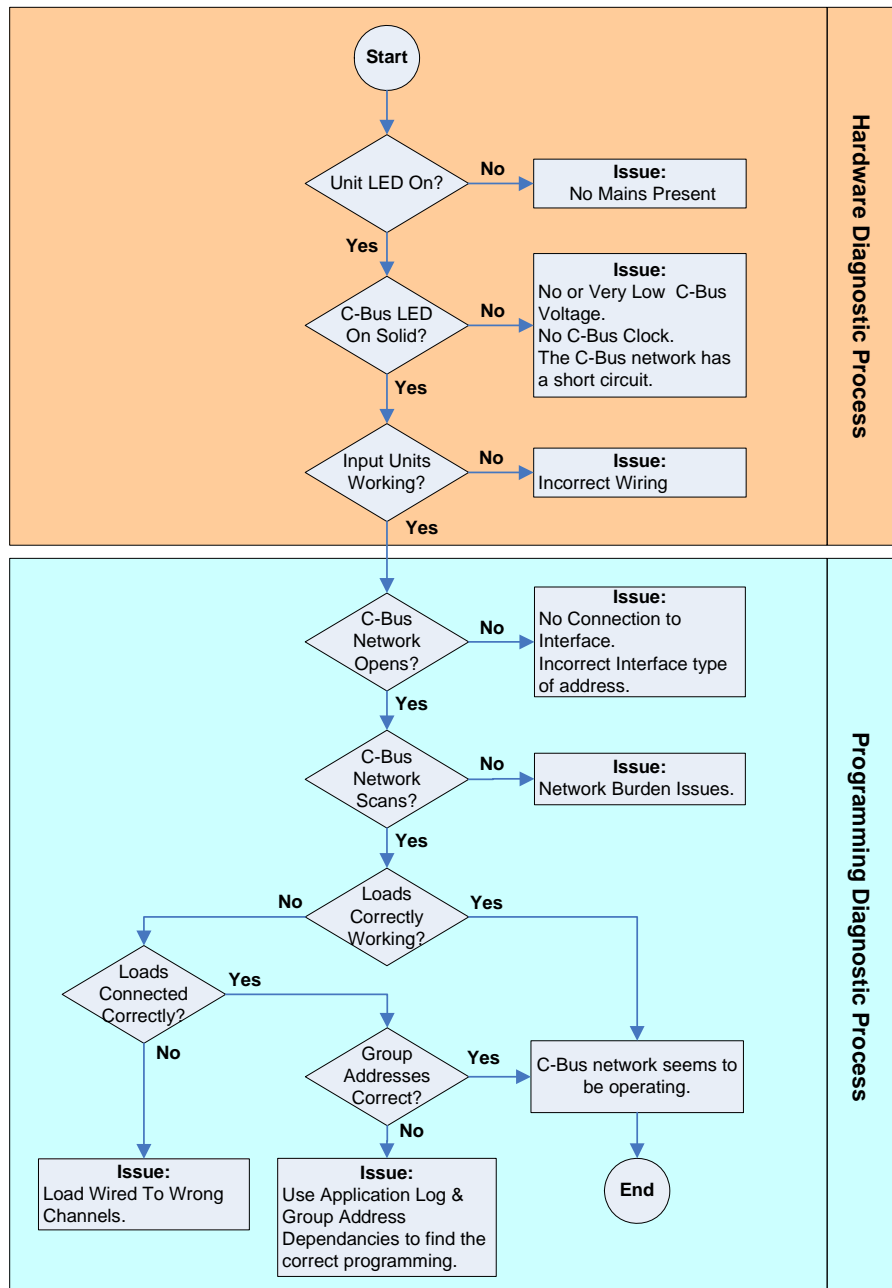 Start
Unit LED On?
No
Issue:
No Mains Present
Yes
C-Bus LED
On Solid?
No
Issue:
No or Very Low C-Bus
Voltage.
No C-Bus Clock.
The C-Bus network has
a short circuit.
Yes
Input Units
Working?
No
Issue:
Incorrect Wiring
Yes
Hardware Diagnostic Process
C-Bus
Network
Opens?
No
Issue:
No Connection to
Interface.
Incorrect Interface type
of address.
Yes
C-Bus
Network
Scans?
No
Issue:
Network Burden Issues.
Yes
Loads
Correctly
Working?
No
Yes
Loads
Connected
Correctly?
Yes
No
Group
Addresses
Correct?
Yes
C-Bus network seems to
be operating.
No
Issue:
Load Wired To Wrong
Channels.
Issue:
Use Application Log &
Group Address
Dependancies to find the
correct programming.
End
Programming Diagnostic Process